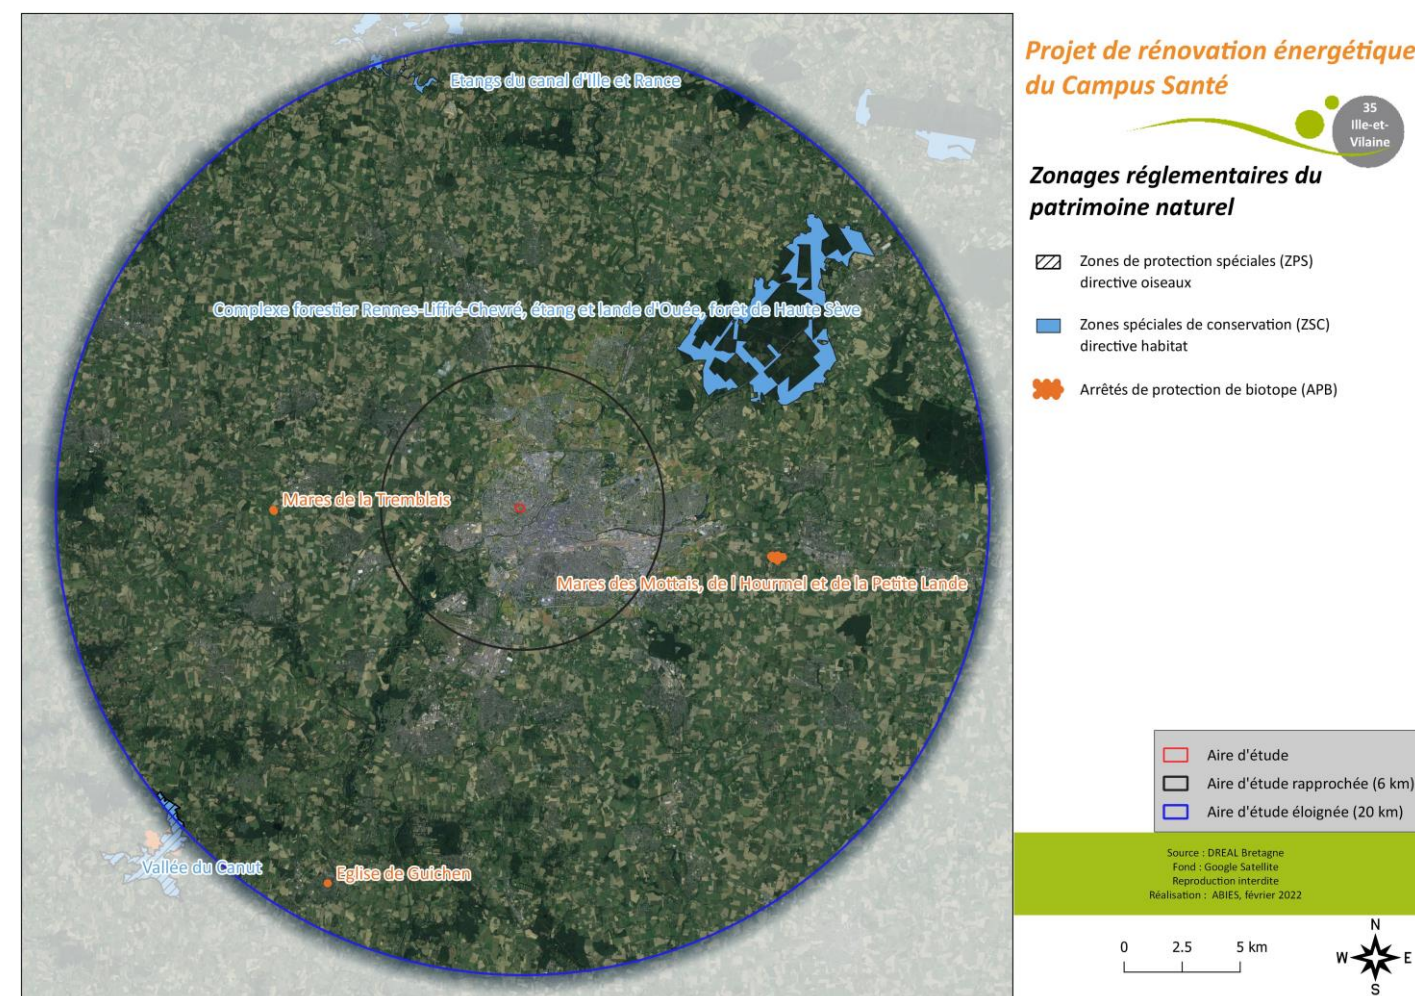 Etangs du canal d'Ille et Rance
Complexe forestier Rennes-Liffré-Chevré, étang et lande d'Ouée, forêt de Haute Sève
Mares de la Tremblais
Mares des Mottais, de l Hourmel et de la Petite Lande
Vallée du Canut
Eglise de Guichen
Projet de rénovation énergétique
du Campus Santé
35
Ille-et-
Vilaine
Zonages réglementaires du
patrimoine naturel
Zones de protection spéciales (ZPS)
directive oiseaux
Zones spéciales de conservation (ZSC)
directive habitat
Arrêtés de protection de biotope (APB)
Aire d'étude
Aire d'étude rapprochée (6 km)
Aire d'étude éloignée (20 km)
Source : DREAL Bretagne
Fond : Google Satellite
Reproduction interdite
Réalisation : ABIES, février 2022
0 2.5 5 km
N
W E
S